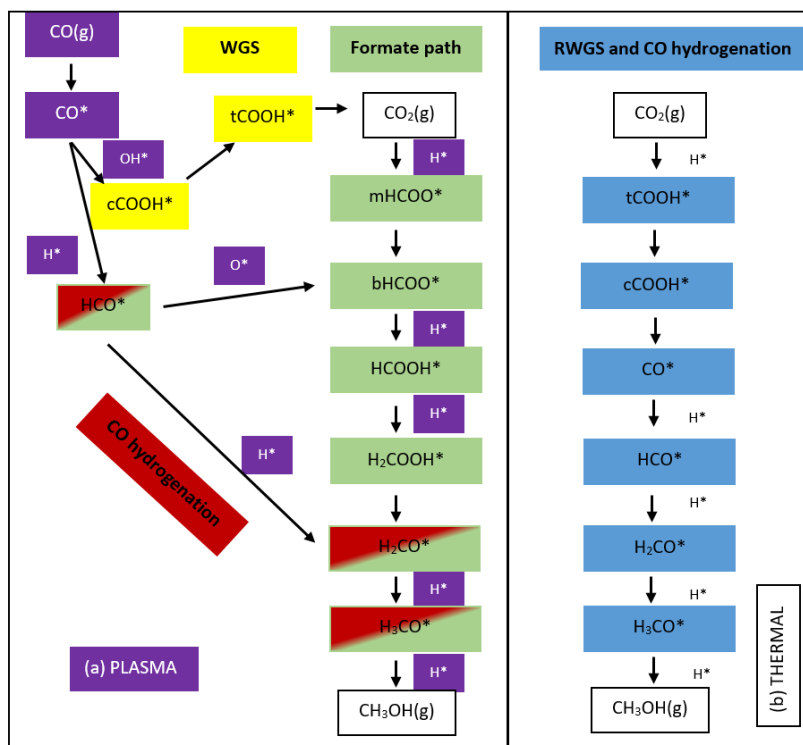 CO(g)
WGS
Formate path
CO*
tCOOH*
CO₂(g)
OH*
H*
cCOOH*
mHCOO*
H*
O*
HCO*
bHCOO*
H*
HCOOH*
H*
CO hydrogenation
H*
H₂COOH*
H₂CO*
H*
H₃CO*
H*
(a) PLASMA
CH₃OH(g)
RWGS and CO hydrogenation
CO₂(g)
H*
tCOOH*
cCOOH*
CO*
H*
HCO*
H*
H₂CO*
H*
H₃CO*
H*
CH₃OH(g)
(b) THERMAL